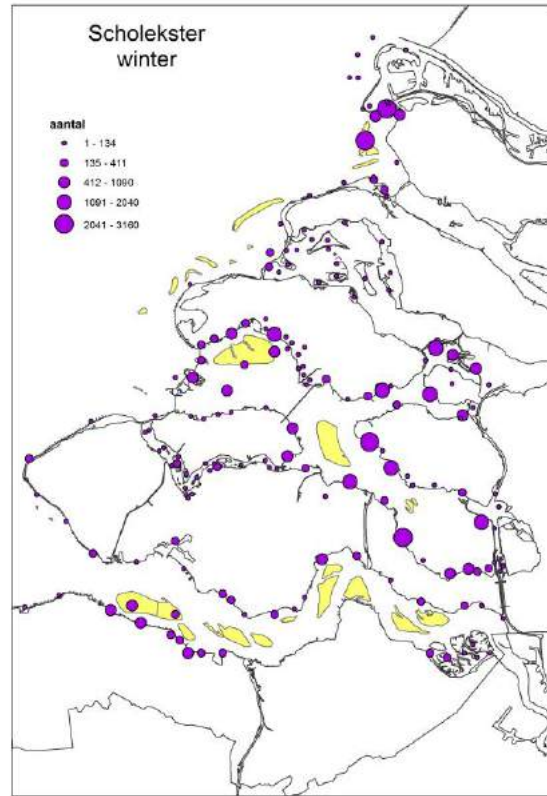 Scholekster
winter
aantal
1 - 134
135 - 411
412 - 1090
1091 - 2040
2041 - 3160